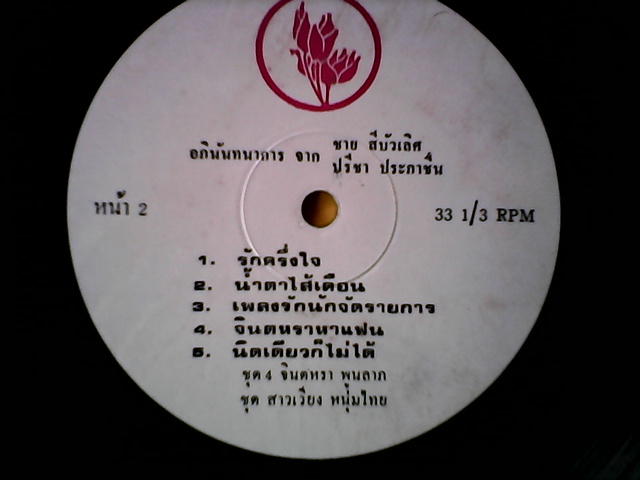 อภินันทนาการ จาก ชาย สีบัวเลิศ
ปรีชา ประภาชื่น
หน้า 2
33 1/3 RPM
1. รักครึ่งใจ
2. น้ำตาไส้เดือน
3. เพลงรักนักจัดรายการ
4. จินตหราหาแฟน
5. นิดเดียวก็ไม่ได้
ชุด 4 จินตหรา พูนลาภ
ชุด สาวเวียง หนุ่มไทย